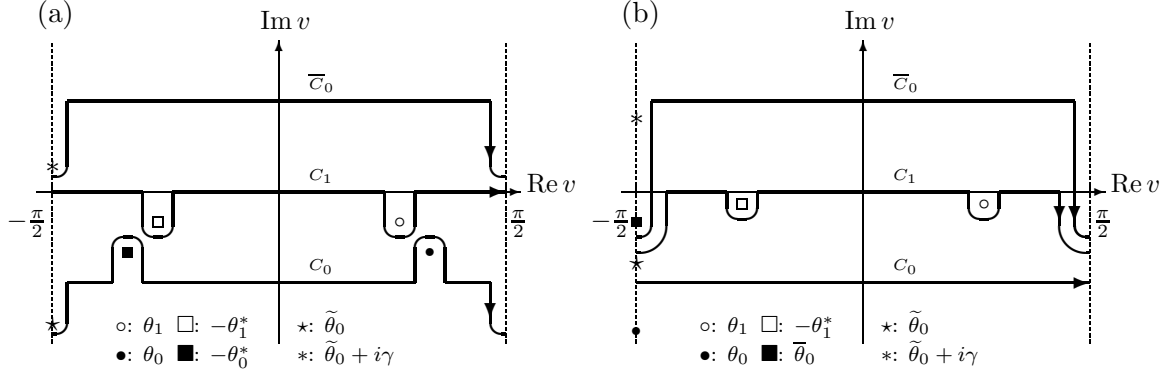 (a)
Im v
C̅₀
C₁
Re v
−π/2
π/2
C₀
○: θ₁ □: −θ₁* ⋆: θ̃₀
●: θ₀ ■: −θ₀* ∗: θ̃₀ + iγ
(b)
Im v
C̅₀
C₁
Re v
−π/2
π/2
C₀
○: θ₁ □: −θ₁* ⋆: θ̃₀
●: θ₀ ■: θ̅₀ ∗: θ̃₀ + iγ